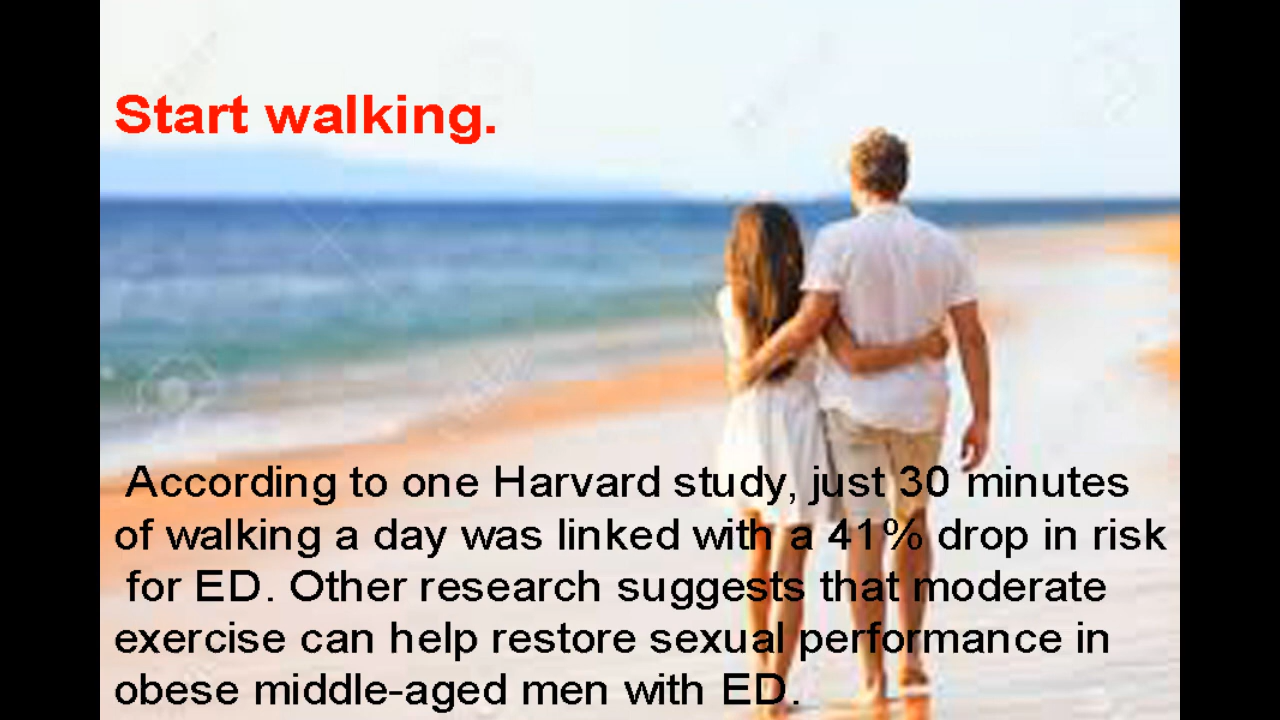 Start walking.
According to one Harvard study, just 30 minutes
of walking a day was linked with a 41% drop in risk
for ED. Other research suggests that moderate
exercise can help restore sexual performance in
obese middle-aged men with ED.